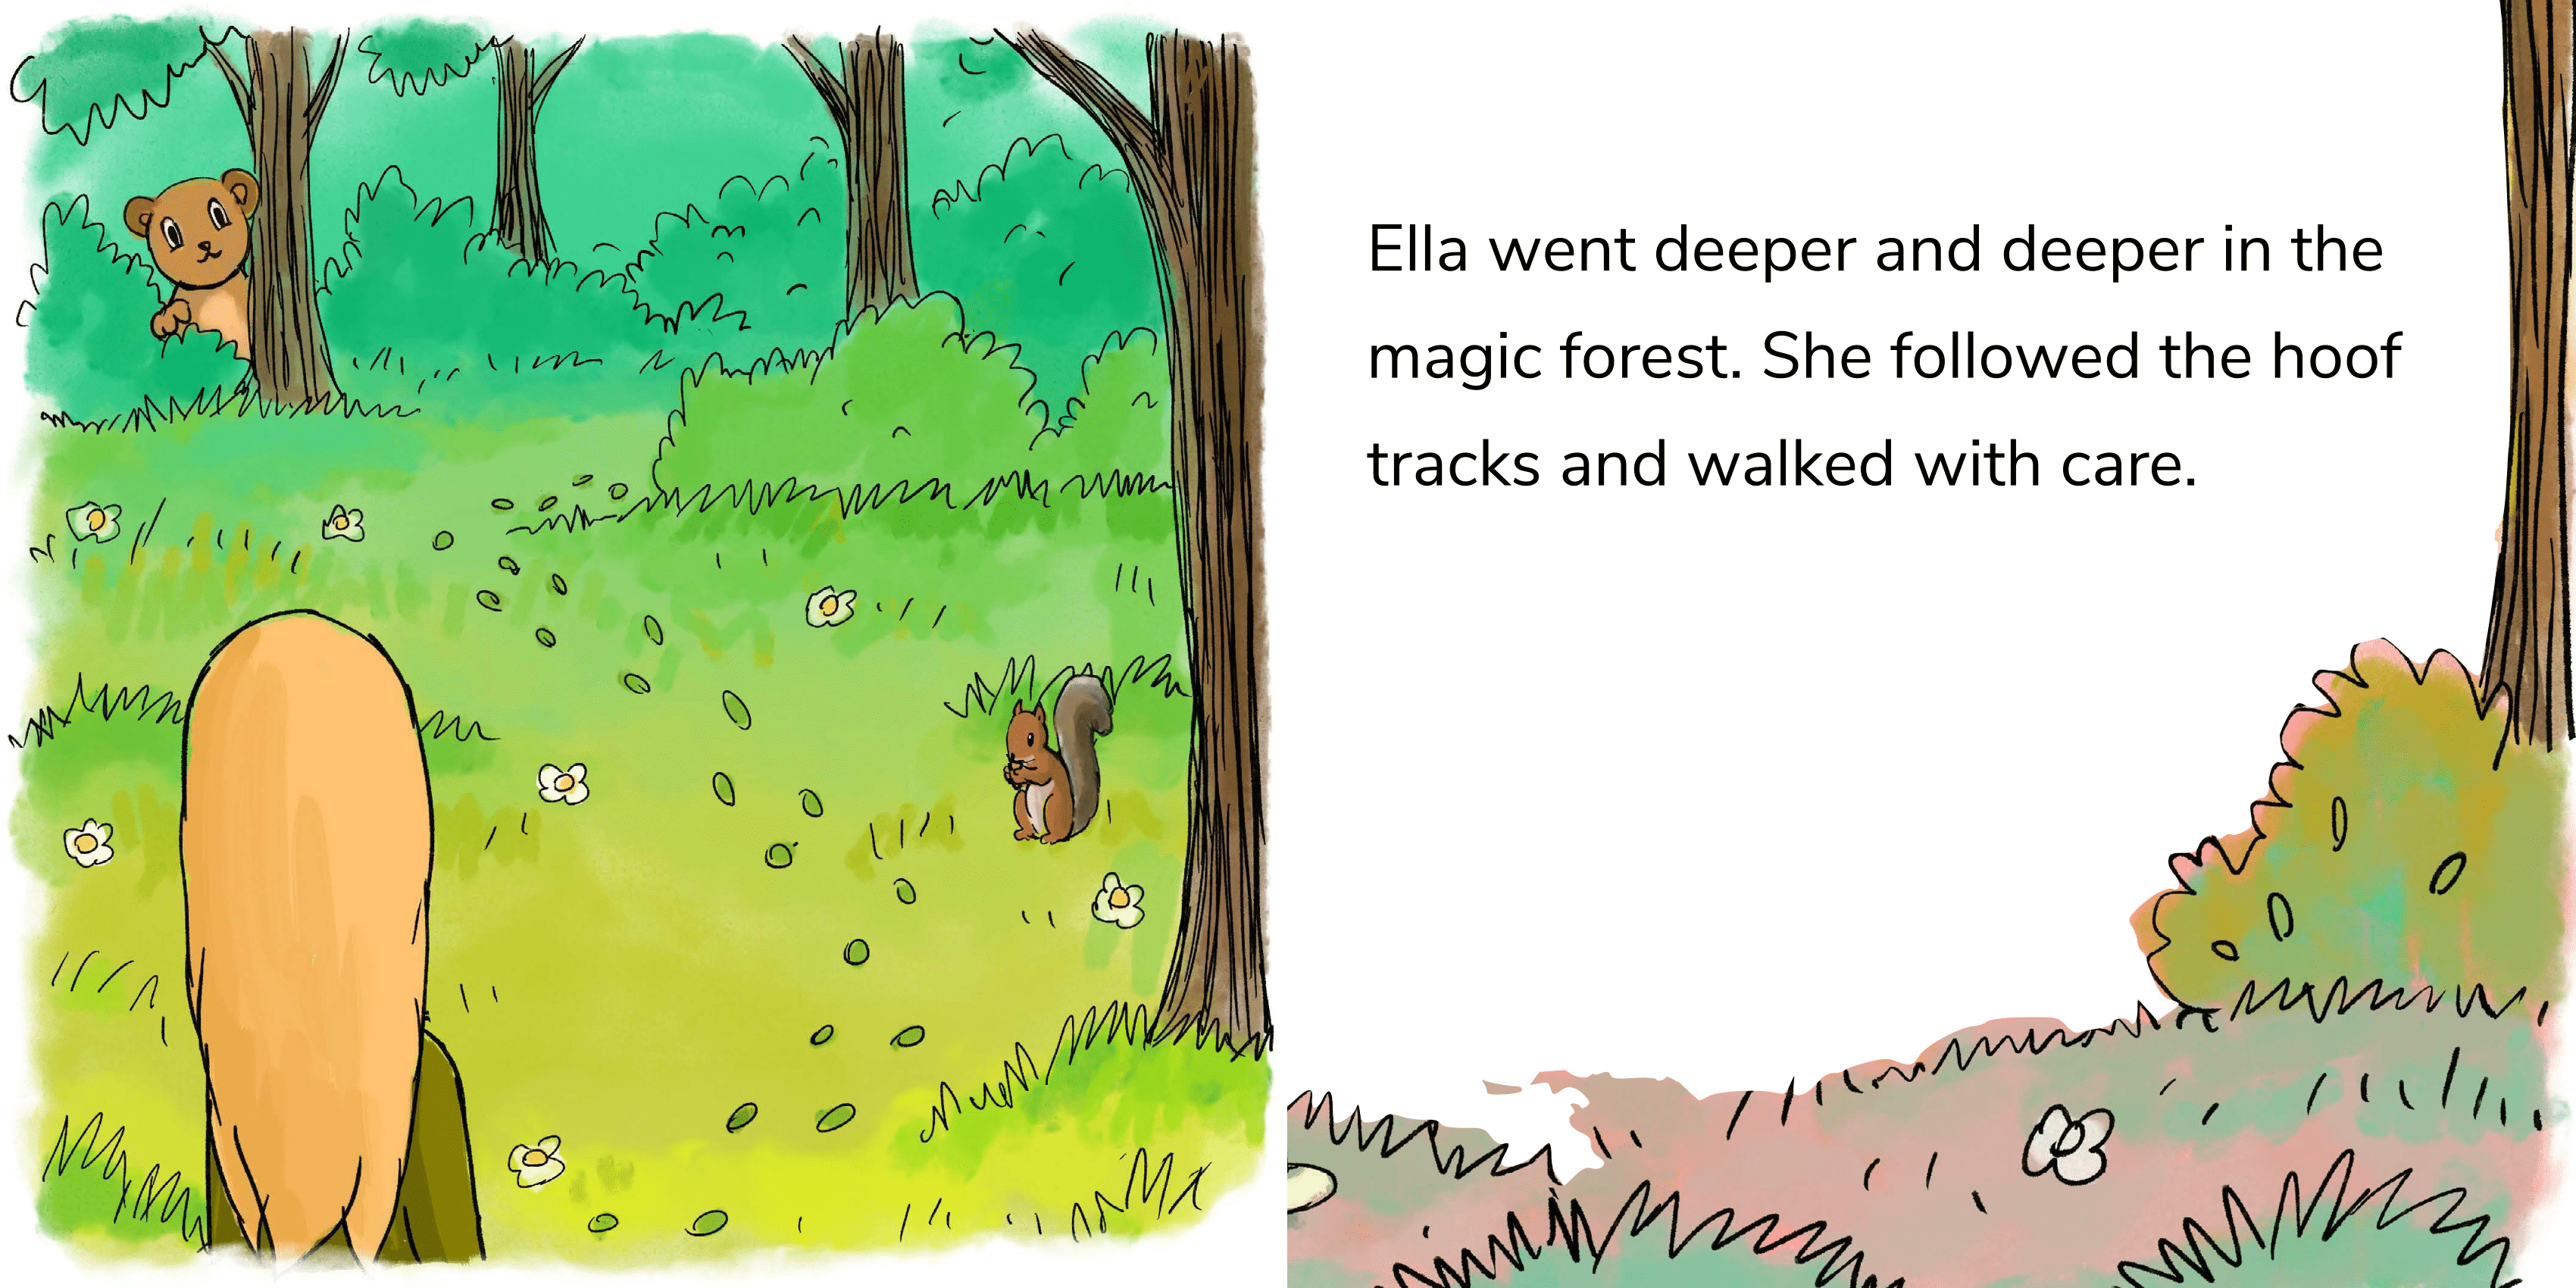 Ella went deeper and deeper in the
magic forest. She followed the hoof
tracks and walked with care.